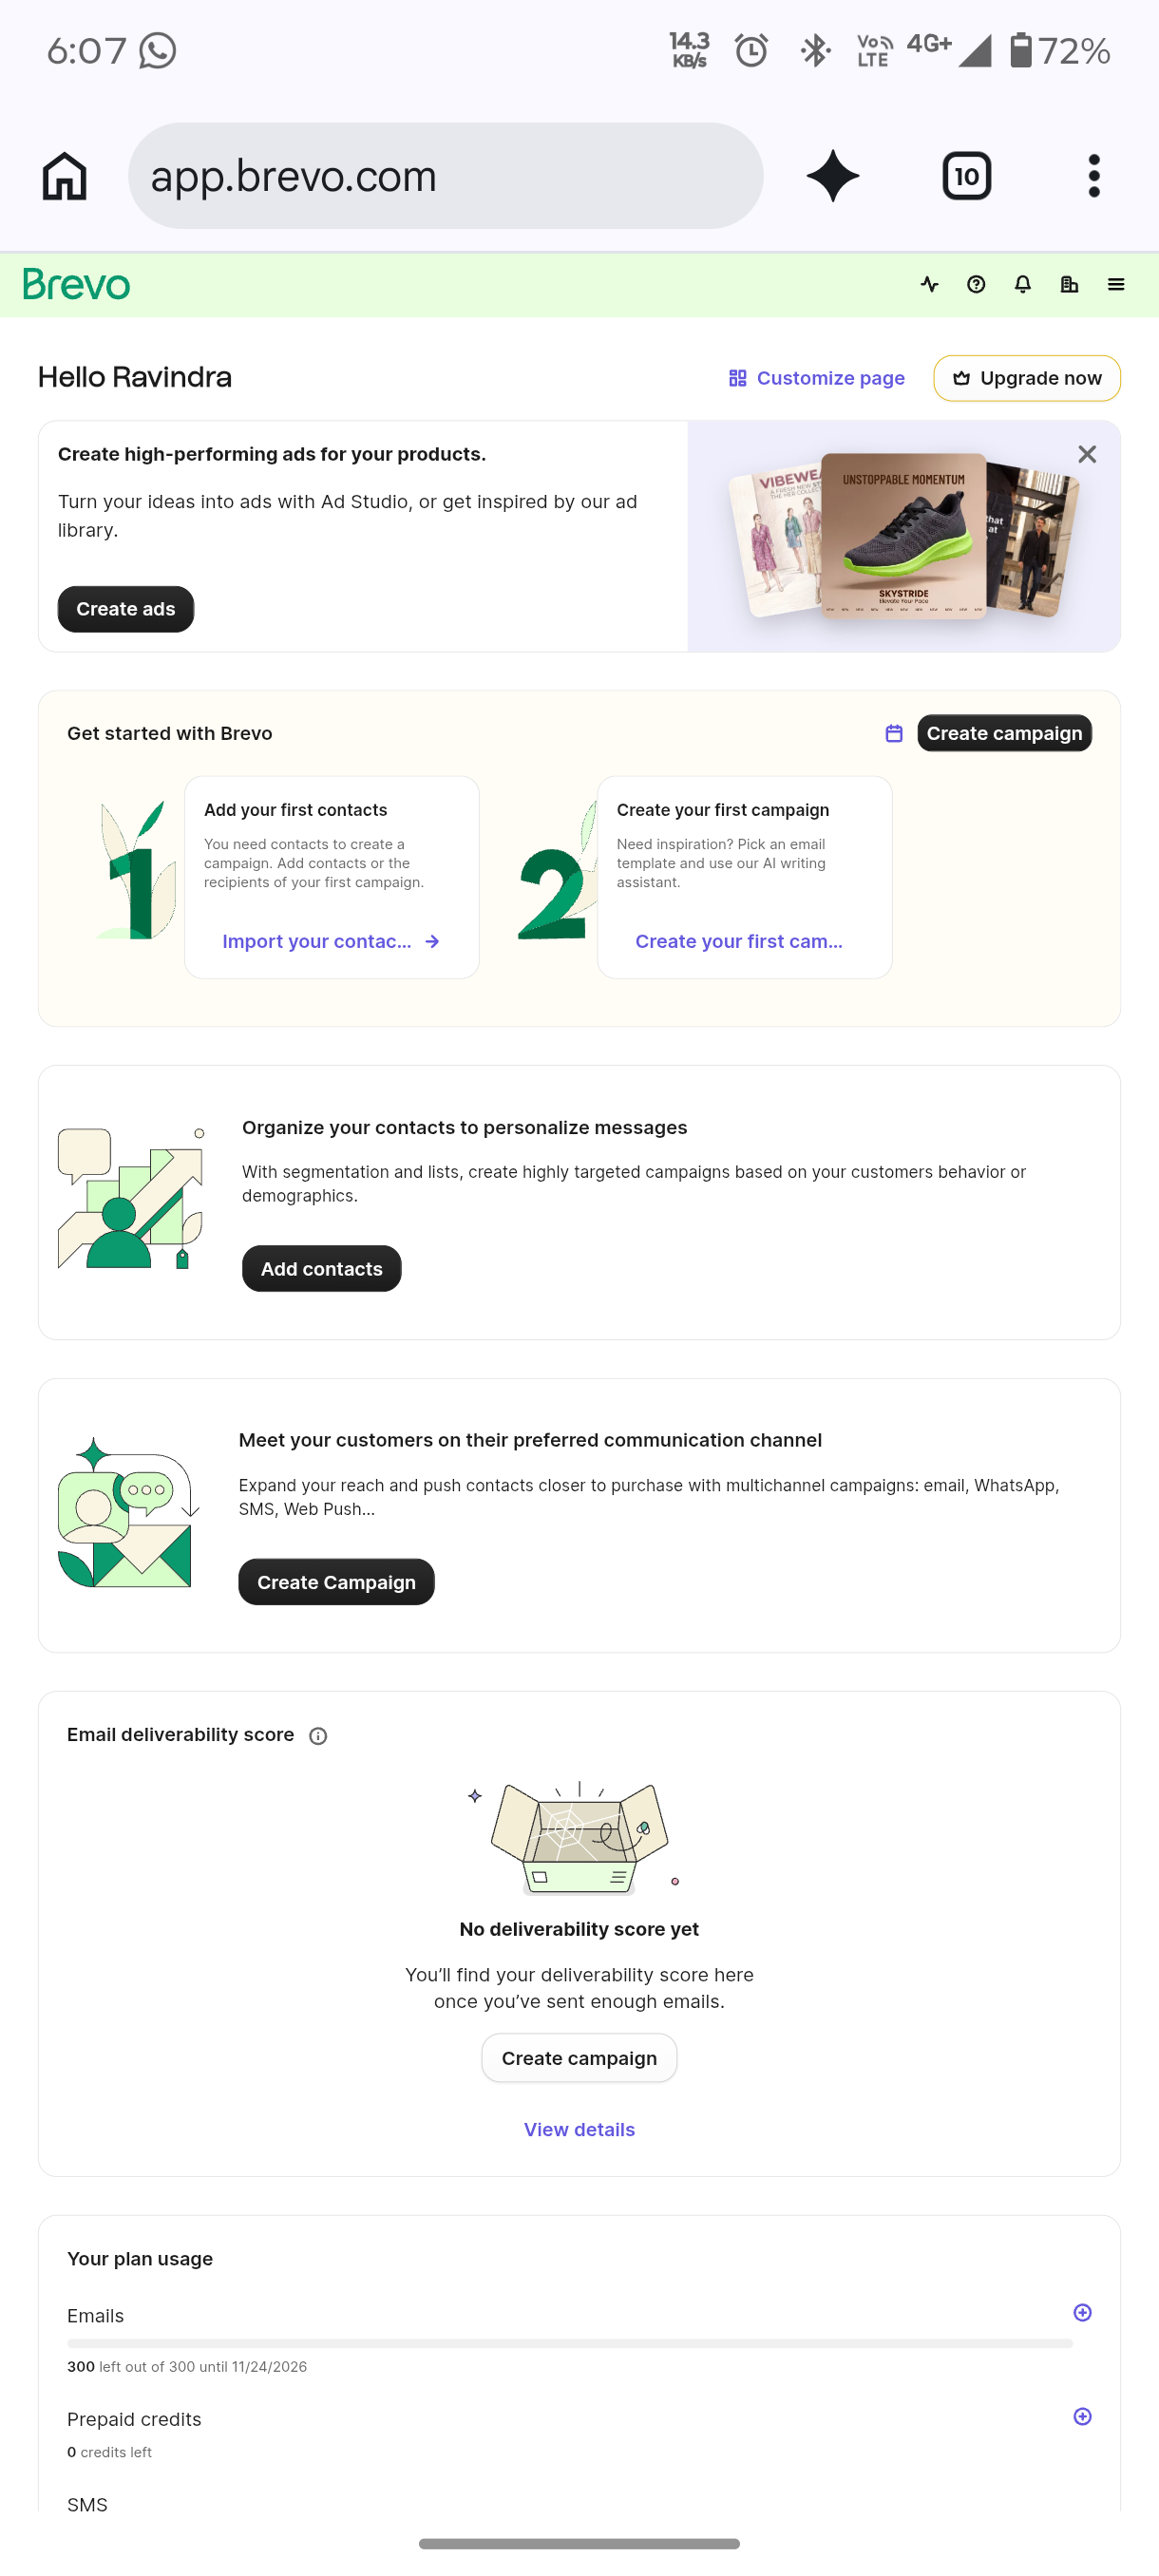 6:07
14.3
KB/s
Vo
LTE
4G+
72%
app.brevo.com
10
Brevo
Hello Ravindra
Customize page
Upgrade now
Create high-performing ads for your products.
Turn your ideas into ads with Ad Studio, or get inspired by our ad
library.
Create ads
UNSTOPPABLE MOMENTUM
SKYSTRIDE
Elevate Your Pace
Get started with Brevo
Create campaign
1
Add your first contacts
You need contacts to create a
campaign. Add contacts or the
recipients of your first campaign.
Import your contac...
2
Create your first campaign
Need inspiration? Pick an email
template and use our AI writing
assistant.
Create your first cam...
Organize your contacts to personalize messages
With segmentation and lists, create highly targeted campaigns based on your customers behavior or
demographics.
Add contacts
Meet your customers on their preferred communication channel
Expand your reach and push contacts closer to purchase with multichannel campaigns: email, WhatsApp,
SMS, Web Push...
Create Campaign
Email deliverability score
No deliverability score yet
You’ll find your deliverability score here
once you’ve sent enough emails.
Create campaign
View details
Your plan usage
Emails
300 left out of 300 until 11/24/2026
Prepaid credits
0 credits left
SMS